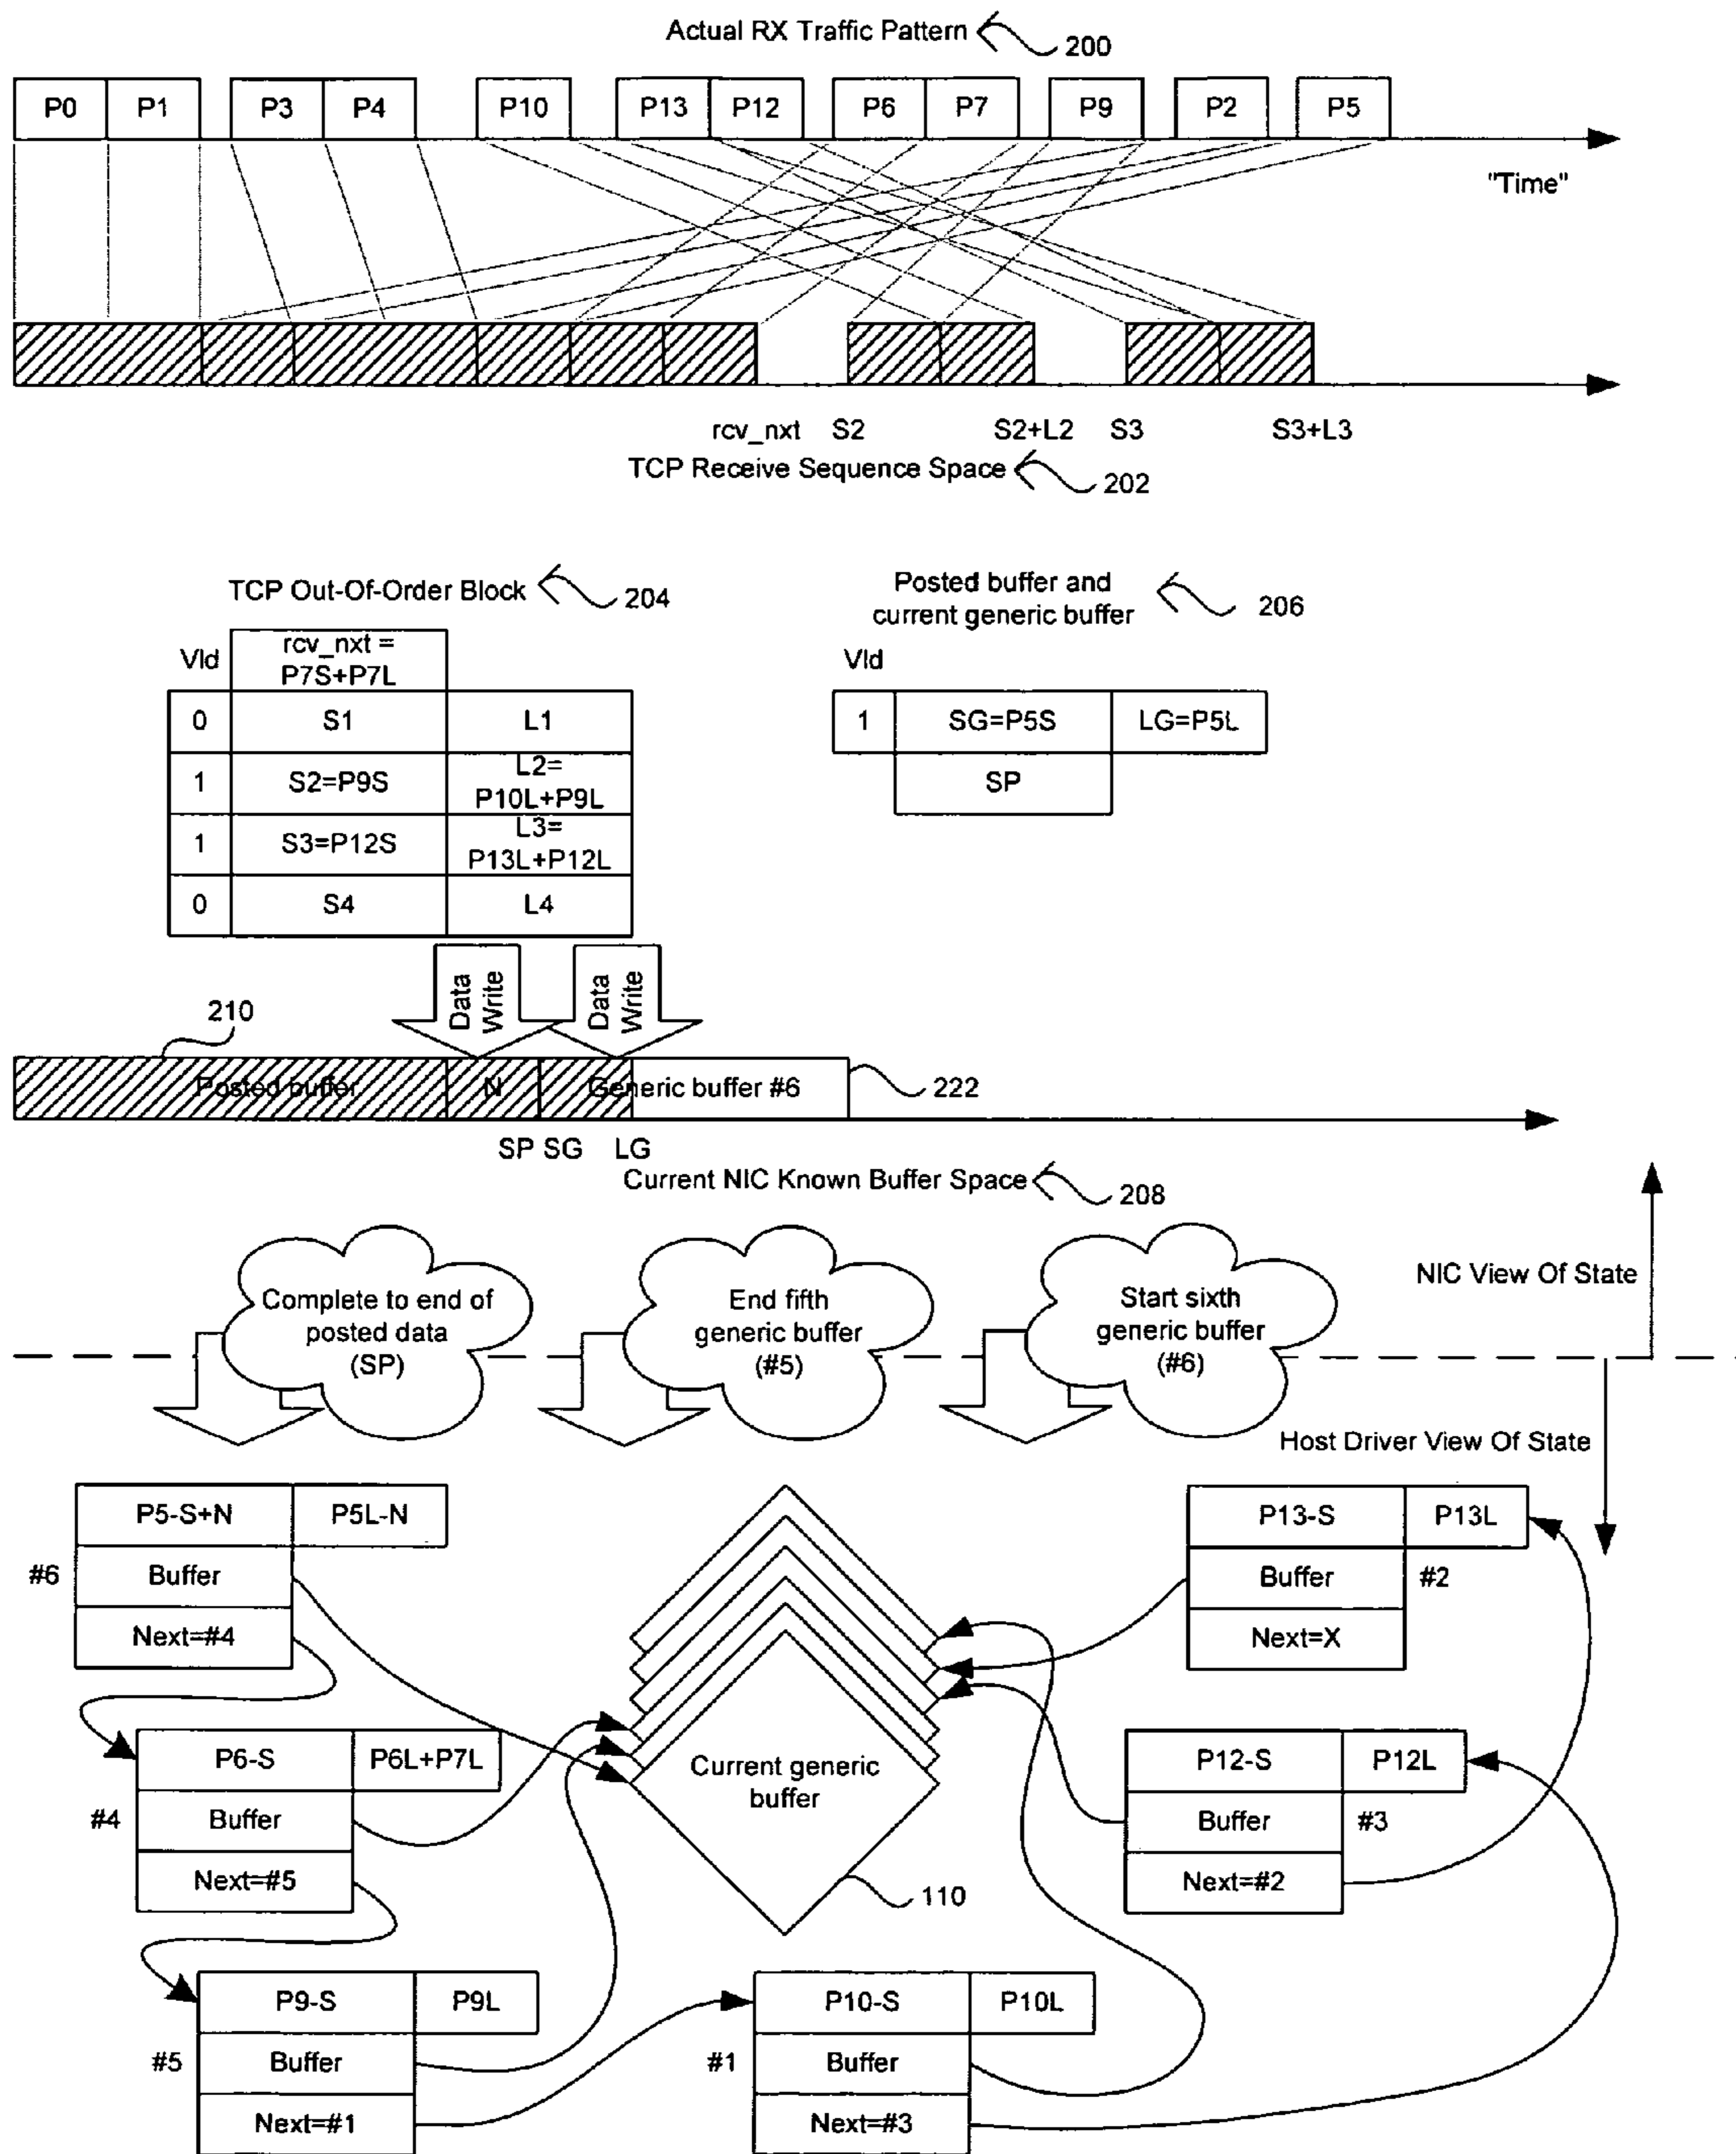 Actual RX Traffic Pattern 200
P0 P1 P3 P4 P10 P13 P12 P6 P7 P9 P2 P5
"Time"
rcv_nxt S2 S2+L2 S3 S3+L3
TCP Receive Sequence Space 202
TCP Out-Of-Order Block 204
Posted buffer and
current generic buffer 206
Vld
rcv_nxt =
P7S+P7L
0 S1 L1
1 S2=P9S L2=
P10L+P9L
1 S3=P12S L3=
P13L+P12L
0 S4 L4
Vld
1 SG=P5S LG=P5L
SP
Data
Write
Data
Write
210
Posted buffer N Generic buffer #6 222
SP SG LG
Current NIC Known Buffer Space 208
Complete to end of
posted data
(SP)
End fifth
generic buffer
(#5)
Start sixth
generic buffer
(#6)
NIC View Of State
Host Driver View Of State
P5-S+N P5L-N
#6 Buffer
Next=#4
P13-S P13L
Buffer #2
Next=X
P6-S P6L+P7L
#4 Buffer
Next=#5
Current generic
buffer
110
P12-S P12L
Buffer #3
Next=#2
P9-S P9L
#5 Buffer
Next=#1
P10-S P10L
#1 Buffer
Next=#3